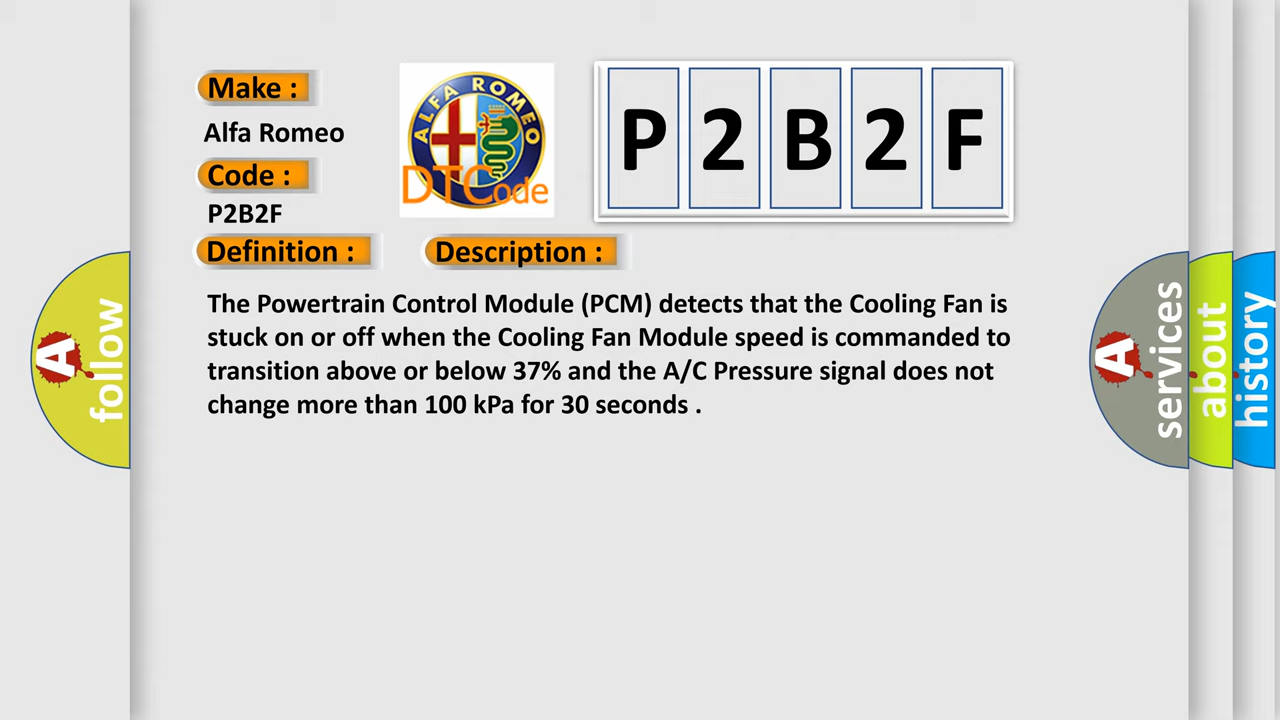 Make :
Alfa Romeo
Code :
P2B2F
ALFA ROMEO
DTCode
P 2 B 2 F
Definition :
Description :
The Powertrain Control Module (PCM) detects that the Cooling Fan is
stuck on or off when the Cooling Fan Module speed is commanded to
transition above or below 37% and the A/C Pressure signal does not
change more than 100 kPa for 30 seconds .
A
follow
A
services
about
history